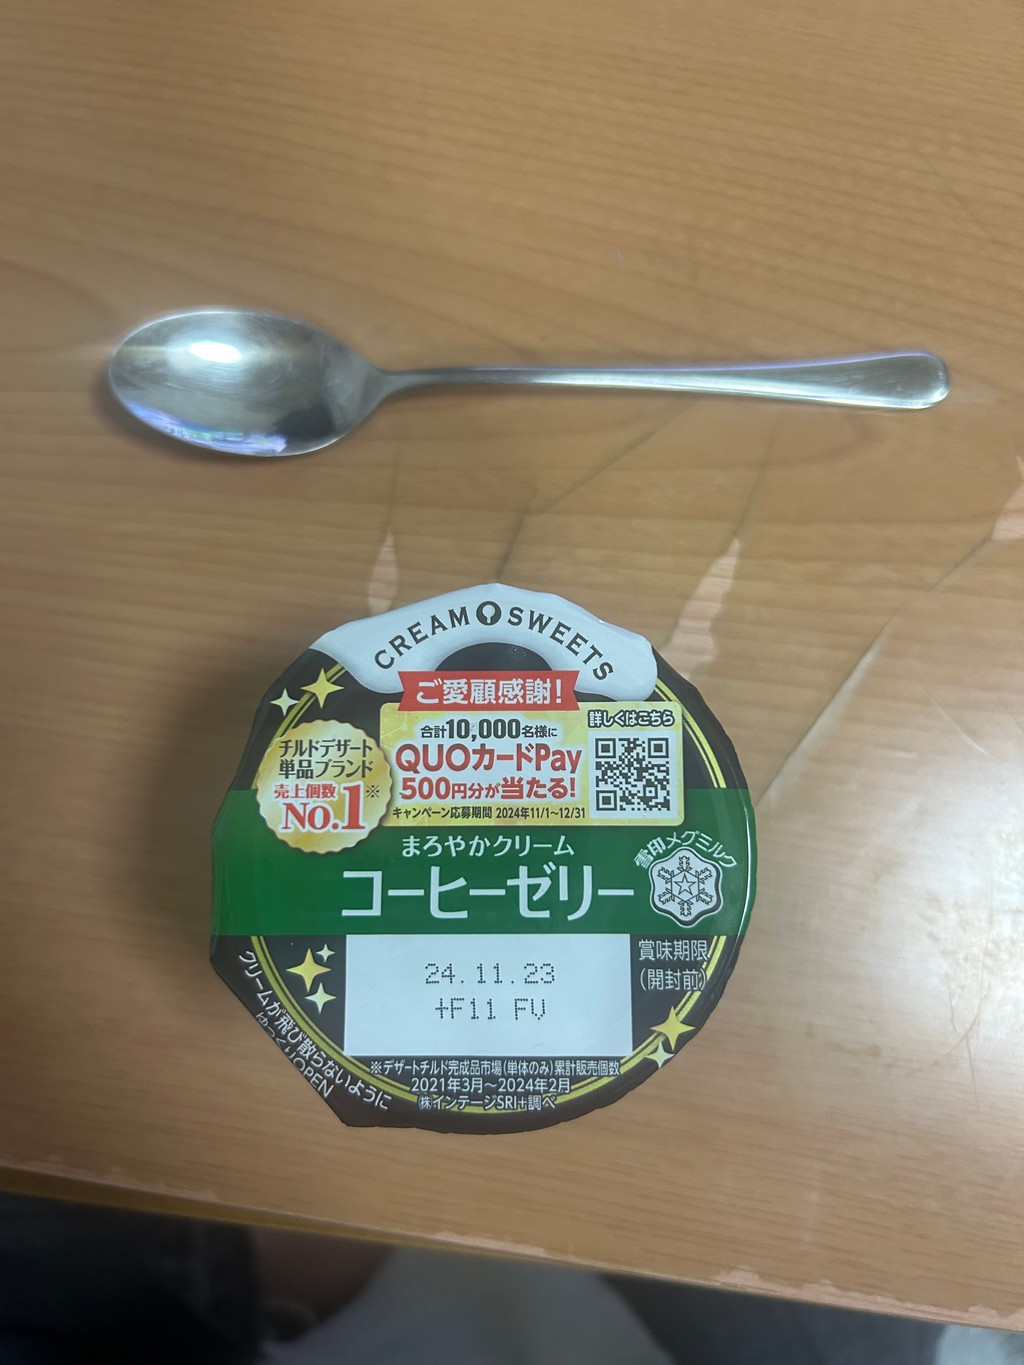 CREAM SWEETS
ご愛顧感謝!
合計10,000名様に
QUOカードPay
500円分が当たる!
キャンペーン応募期間 2024年11/1~12/31
詳しくはこちら
チルドデザート
単品ブランド
売上個数※
No.1
まろやかクリーム
コーヒーゼリー
雪印メグミルク
賞味期限
(開封前)
24.11.23
+F11 FV
クリームが飛び散らないように
ゆっくりOPEN
※デザートチルド完成品市場(単体のみ)累計販売個数
2021年3月~2024年2月
㈱インテージSRI+調べ